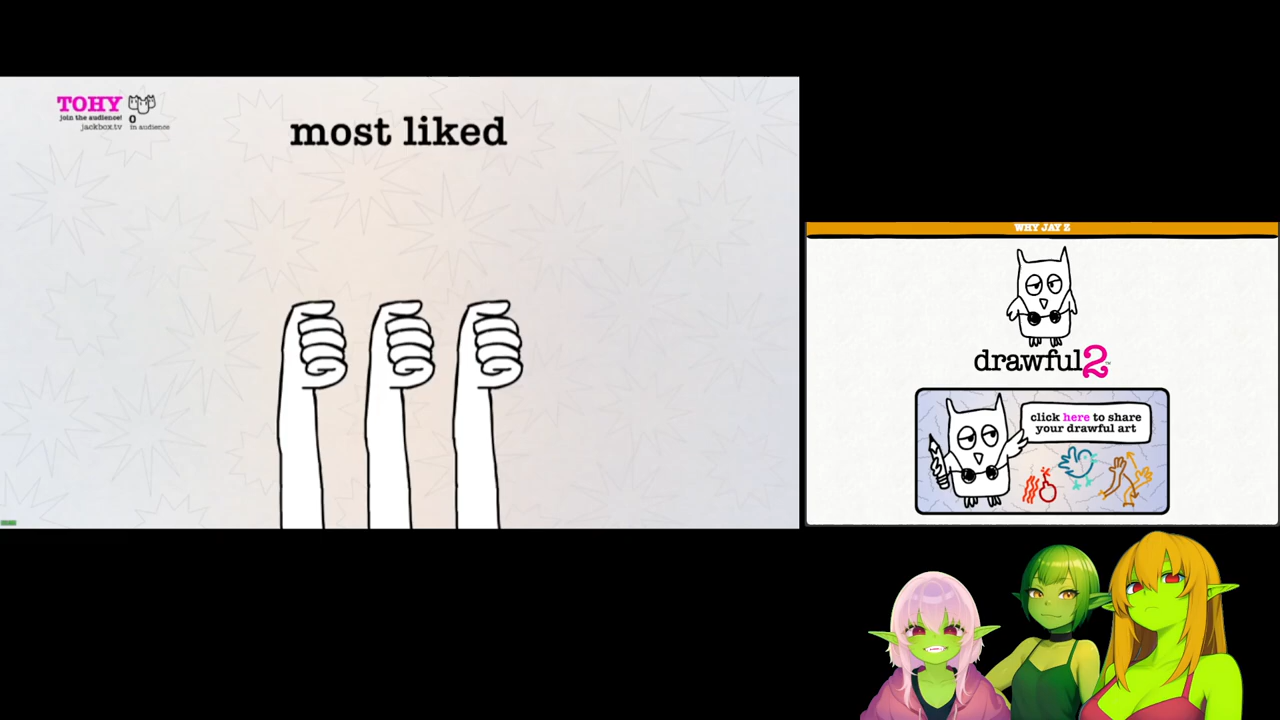 TOHY
join the audience!
jackbox.tv
0
in audience
most liked
WHY JAY Z
drawful2™
click here to share
your drawful art